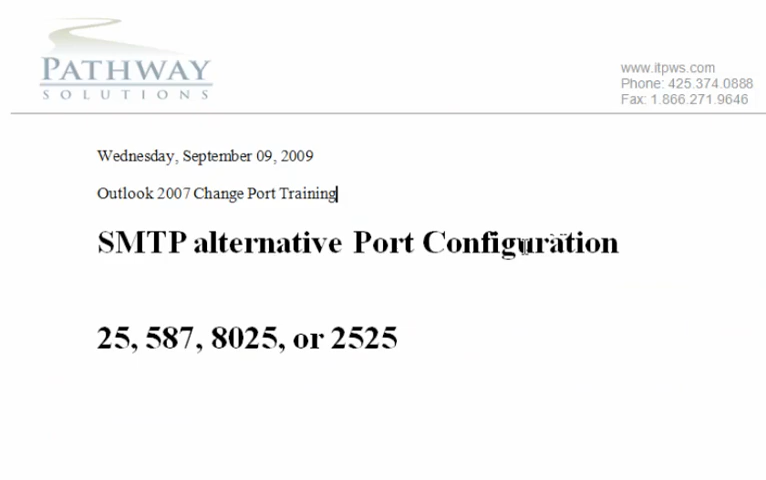 PATHWAY
SOLUTIONS
www.itpws.com
Phone: 425.374.0888
Fax: 1.866.271.9646
Wednesday, September 09, 2009
Outlook 2007 Change Port Training
SMTP alternative Port Configuration
25, 587, 8025, or 2525